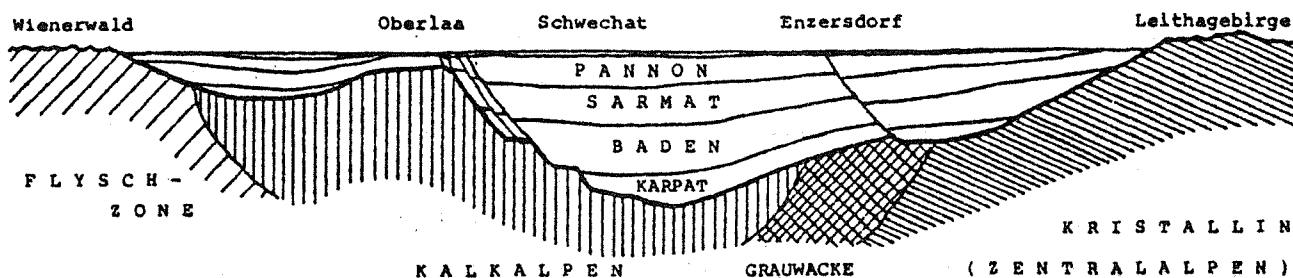 Wienerwald Oberlaa Schwechat Enzersdorf Leithagebirge
PANNON
SARMAT
BADEN
KARPAT
FLYSCH-
ZONE
KRISTALLIN
KALKALPEN GRAUWACKE (ZENTRALALPEN)